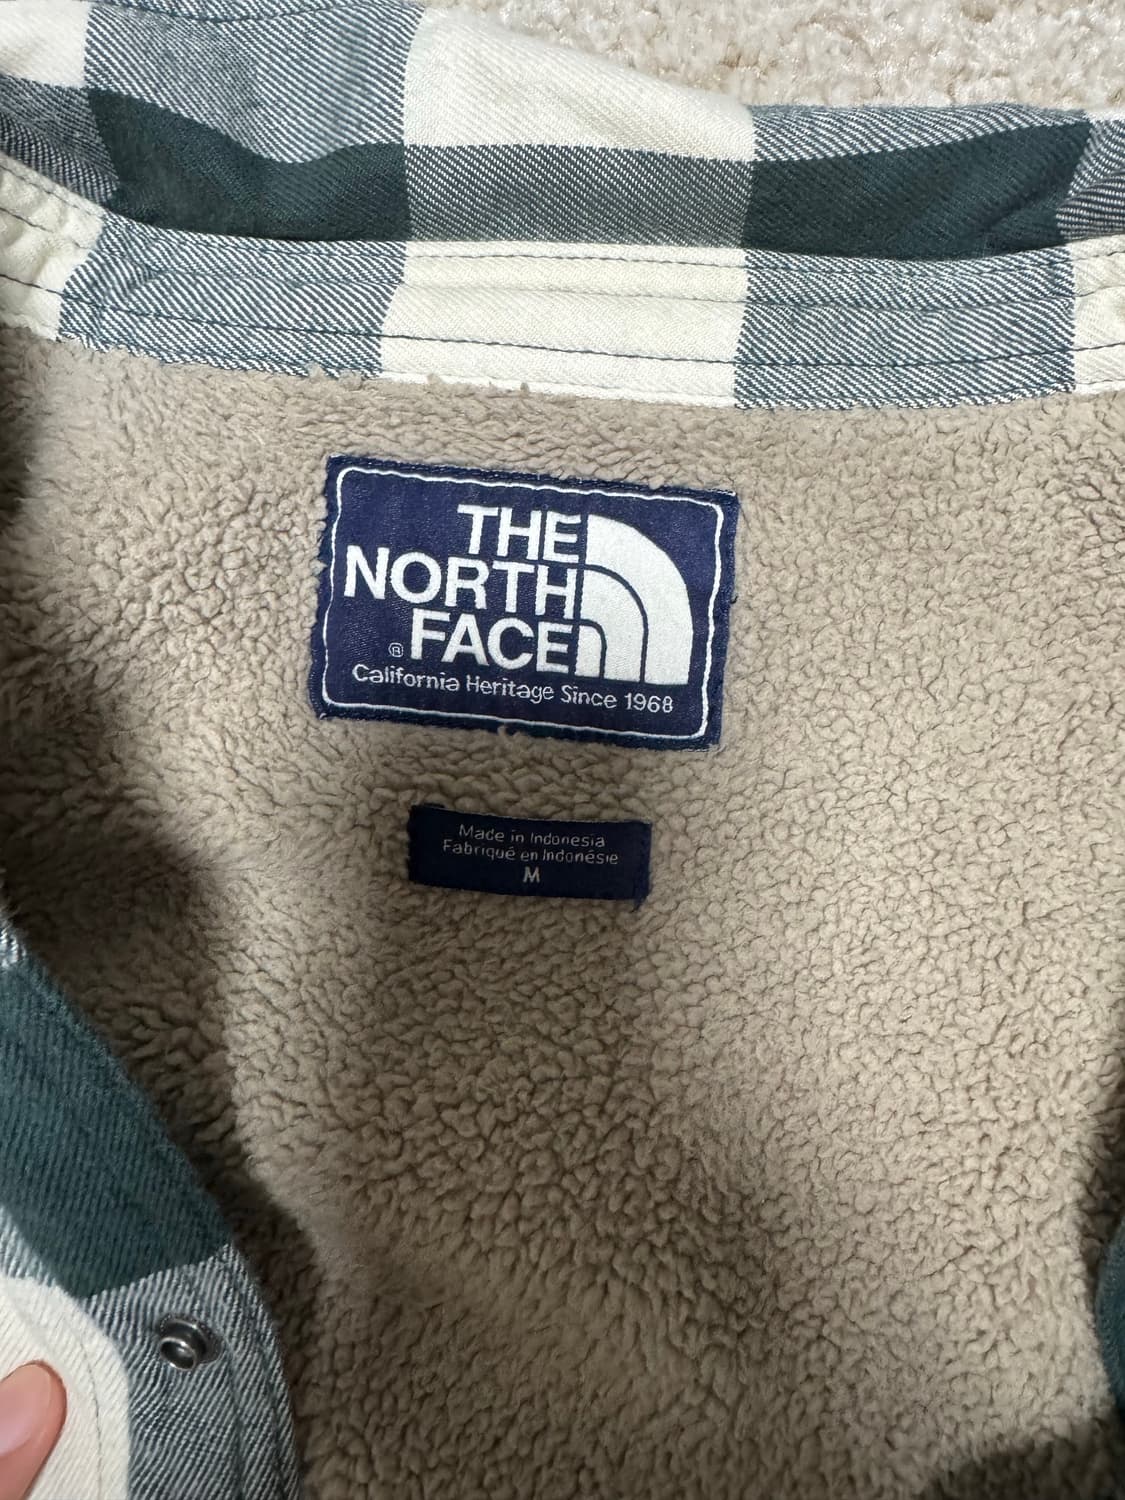 THE
NORTH
® FACE
California Heritage Since 1968
Made in Indonesia
Fabriqué en Indonésie
M